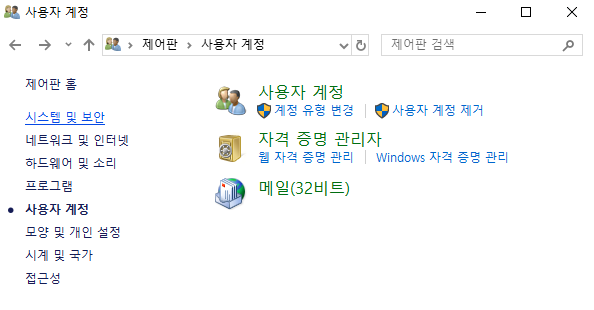 사용자 계정
제어판 사용자 계정
제어판 검색
제어판 홈
시스템 및 보안
네트워크 및 인터넷
하드웨어 및 소리
프로그램
사용자 계정
모양 및 개인 설정
시계 및 국가
접근성
사용자 계정
계정 유형 변경 사용자 계정 제거
자격 증명 관리자
웹 자격 증명 관리 Windows 자격 증명 관리
메일(32비트)